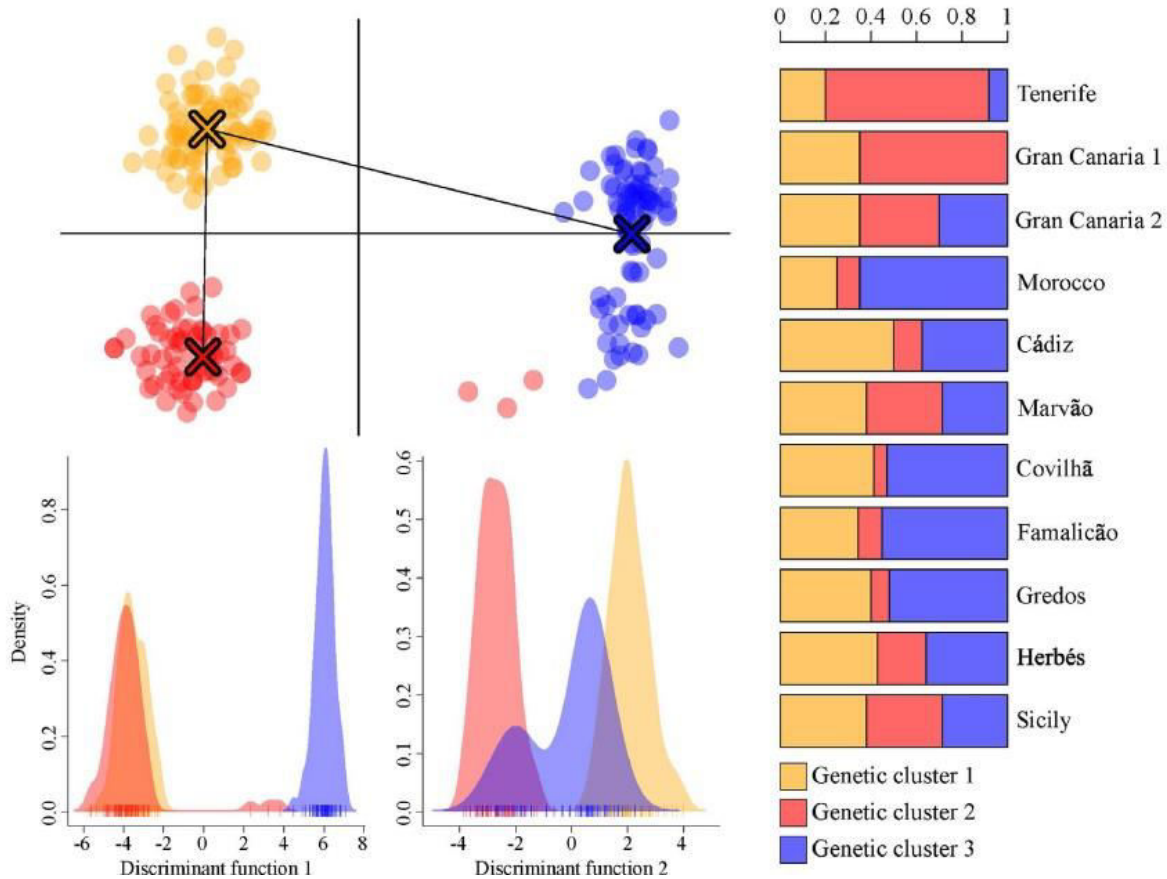 0 0.2 0.4 0.6 0.8 1
Tenerife
Gran Canaria 1
Gran Canaria 2
Morocco
Cádiz
Marvão
Covilhã
Famalicão
Gredos
Herbés
Sicily
Genetic cluster 1
Genetic cluster 2
Genetic cluster 3
Density
0.8
0.6
0.4
0.2
0.0
-6 -4 -2 0 2 4 6 8
Discriminant function 1
0.6
0.5
0.4
0.3
0.2
0.1
0.0
-4 -2 0 2 4
Discriminant function 2